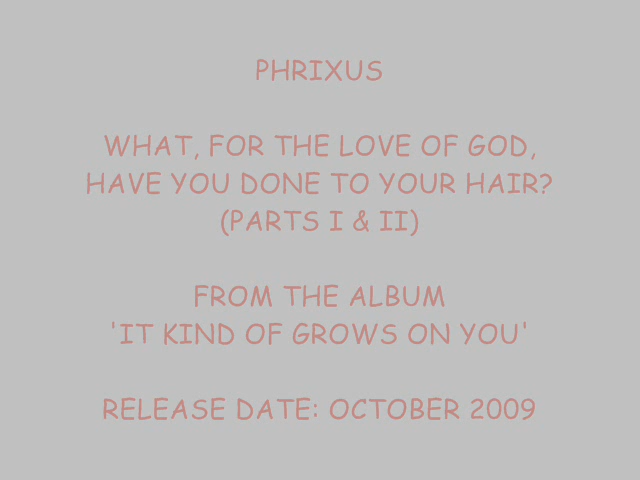 PHRIXUS
WHAT, FOR THE LOVE OF GOD,
HAVE YOU DONE TO YOUR HAIR?
(PARTS I & II)
FROM THE ALBUM
'IT KIND OF GROWS ON YOU'
RELEASE DATE: OCTOBER 2009